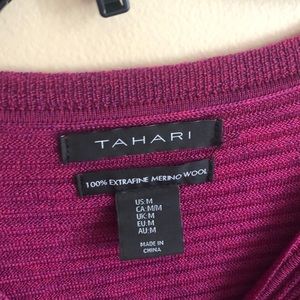 TAHARI
100% EXTRAFINE MERINO WOOL
US:M
CA:M/M
UK:M
EU:M
AU:M
MADE IN
CHINA